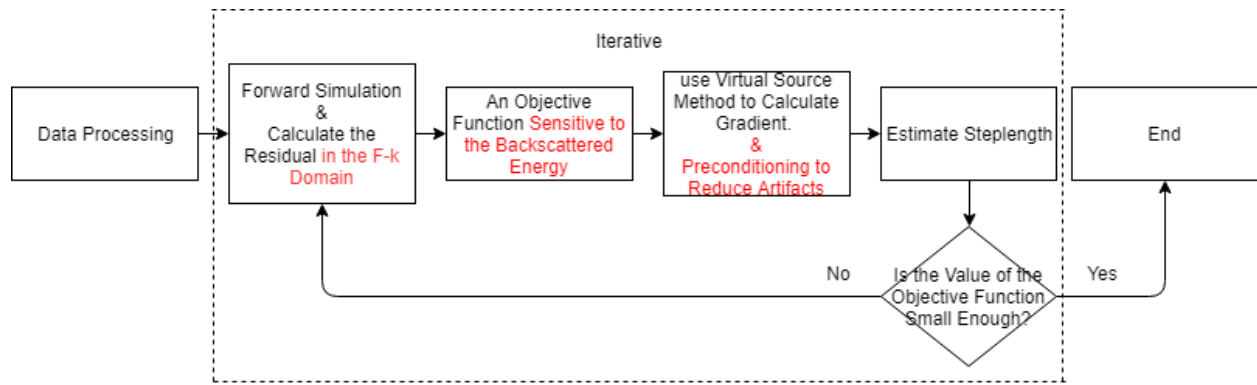 Iterative
Data Processing
Forward Simulation
&
Calculate the
Residual in the F-k
Domain
An Objective
Function Sensitive to
the Backscattered
Energy
use Virtual Source
Method to Calculate
Gradient.
&
Preconditioning to
Reduce Artifacts
Estimate Steplength
End
No
Is the Value of the
Objective Function
Small Enough?
Yes